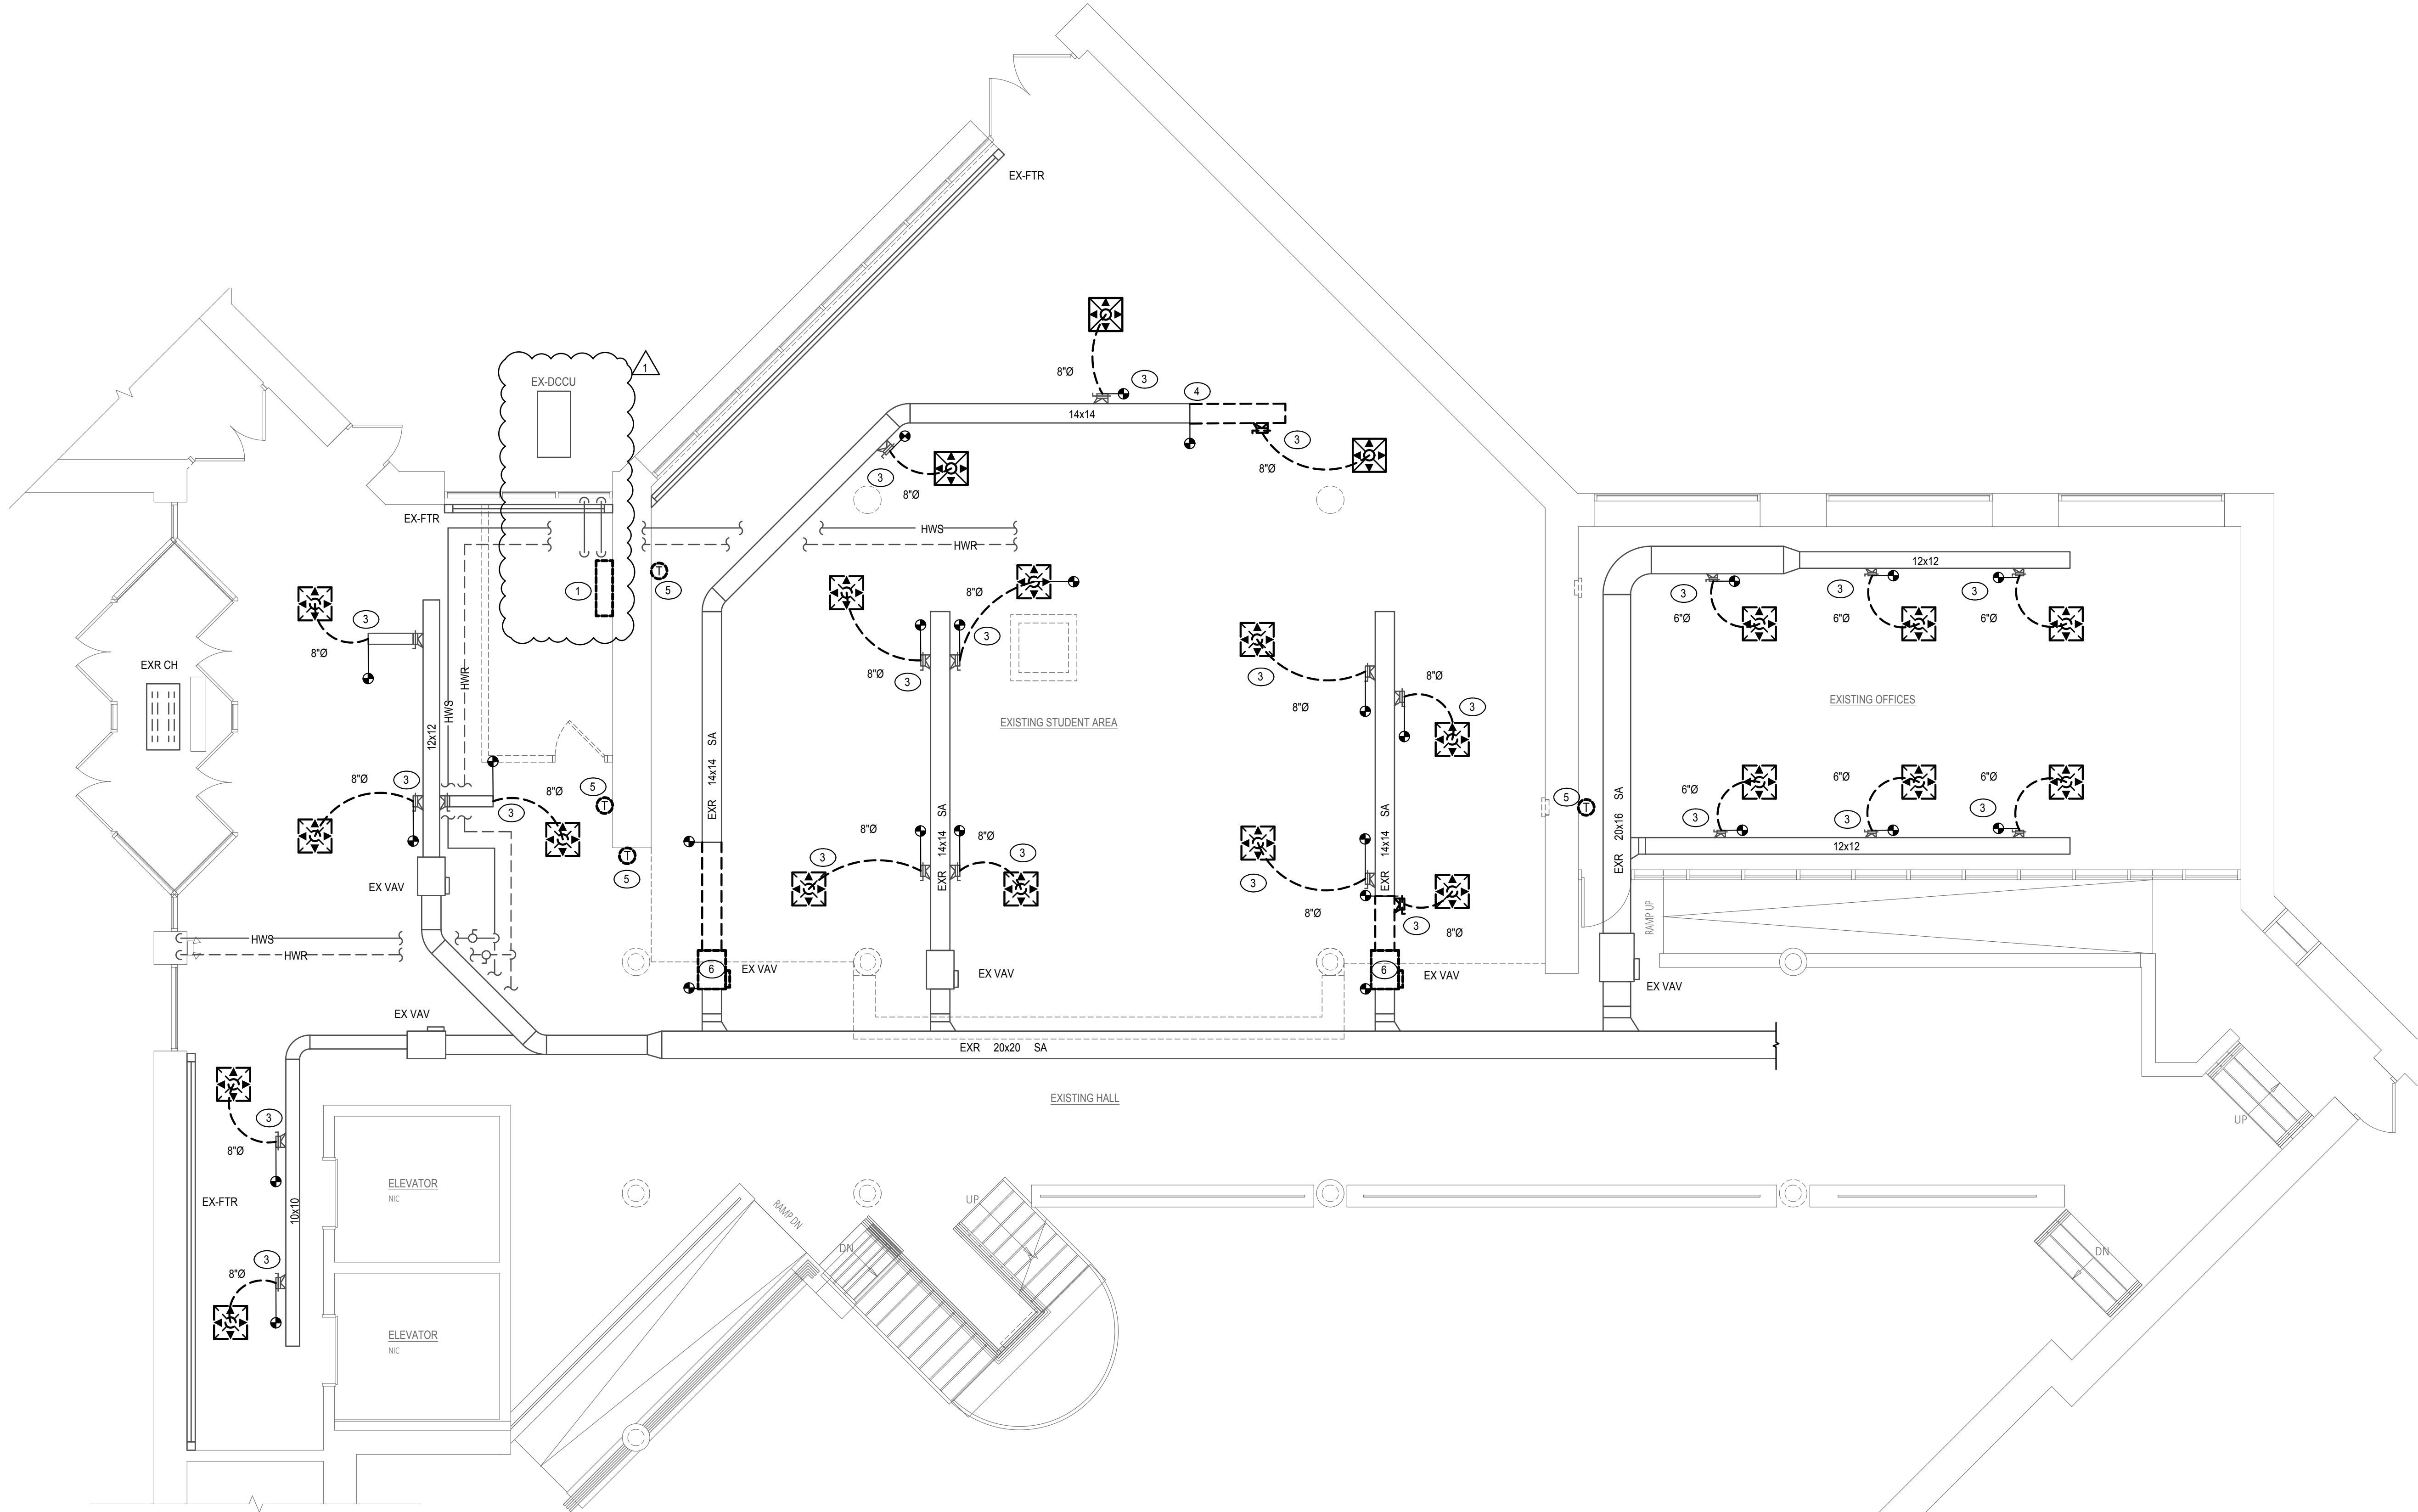 EX-FTR
8"Ø
3
4
14x14
3
8"Ø
3
8"Ø
1
EX-DCCU
EX-FTR
HWS
HWR
T
5
1
12x12
3
3
3
6"Ø
6"Ø
6"Ø
3
8"Ø
EXR CH
HWR
HWS
12x12
8"Ø
3
8"Ø
3
EXISTING STUDENT AREA
8"Ø
3
8"Ø
8"Ø
3
EXISTING OFFICES
EXR 14x14 SA
8"Ø
3
8"Ø
3
5
T
T
5
EX VAV
8"Ø
3
8"Ø
3
EXR 14x14 SA
3
8"Ø
EXR 14x14 SA
3
8"Ø
5
T
EXR 20x16 SA
6"Ø
3
6"Ø
3
6"Ø
3
12x12
RAMP UP
HWS
HWR
6
EX VAV
EX VAV
6
EX VAV
EX VAV
EX VAV
EXR 20x20 SA
EXISTING HALL
3
8"Ø
EX-FTR
10x10
3
8"Ø
ELEVATOR
NIC
ELEVATOR
NIC
RAMP DN
DN
UP
UP
DN